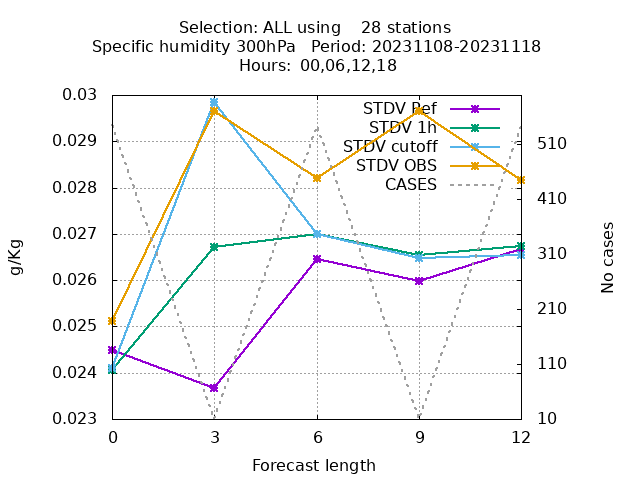 Selection: ALL using    28 stations
Specific humidity 300hPa   Period: 20231108-20231118
Hours:  00,06,12,18
0.03
0.029
0.028
0.027
0.026
0.025
0.024
0.023
g/Kg
STDV Ref
STDV 1h
STDV cutoff
STDV OBS
CASES
510
410
310
210
110
10
No cases
0 3 6 9 12
Forecast length